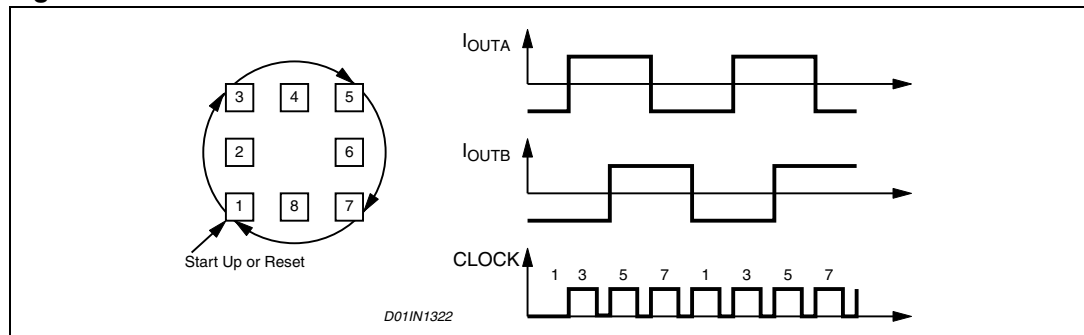 3 4 5
2 6
1 8 7
Start Up or Reset
D01IN1322
IOUTA
IOUTB
CLOCK
1 3 5 7 1 3 5 7